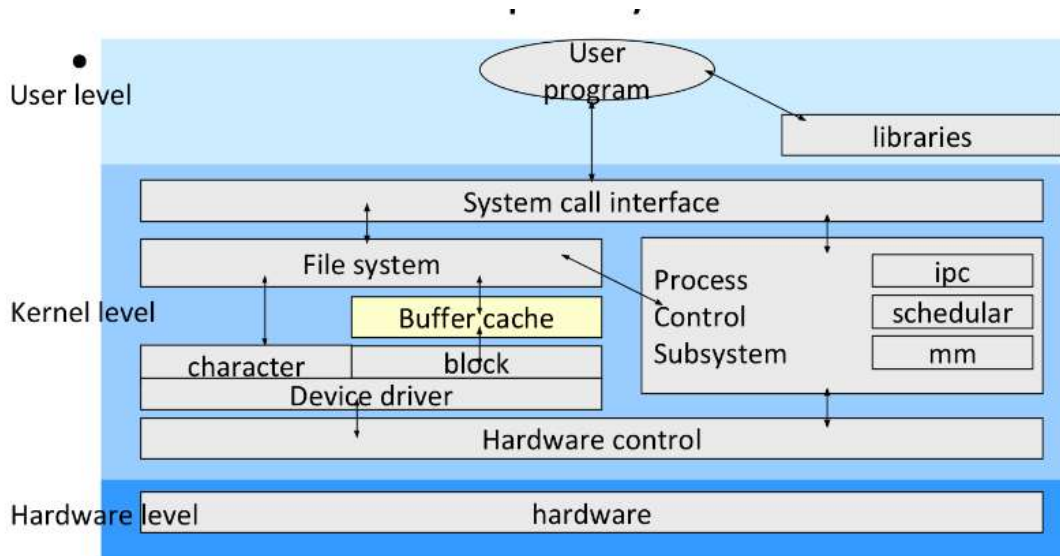 User
program
User level
libraries
System call interface
File system
Process
Control
Subsystem
ipc
schedular
mm
Kernel level
Buffer cache
character
block
Device driver
Hardware control
Hardware level
hardware